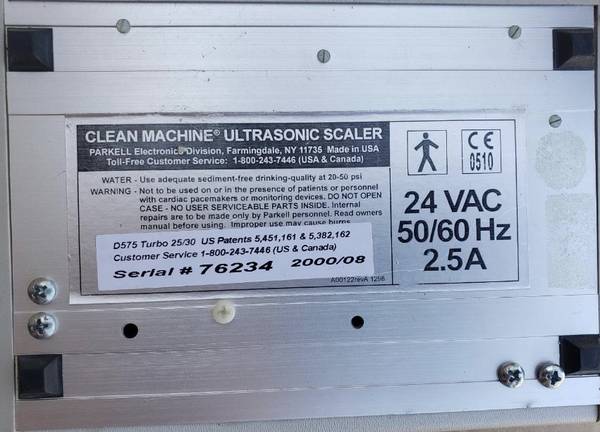 CLEAN MACHINE® ULTRASONIC SCALER
PARKELL Electronics Division, Farmingdale, NY 11735 Made in USA
Toll-Free Customer Service: 1-800-243-7446 (USA & Canada)
WATER - Use adequate sediment-free drinking-quality at 20-50 psi
WARNING - Not to be used on or in the presence of patients or personnel
with cardiac pacemakers or monitoring devices. DO NOT OPEN
CASE - NO USER SERVICEABLE PARTS INSIDE. Internal
repairs are to be made only by Parkell personnel. Read owners
manual before using. Improper use may cause burns.
D575 Turbo 25/30 US Patents 5,451,161 & 5,382,162
Customer Service 1-800-243-7446 (US & Canada)
Serial # 76234 2000/08
A00122revA 1298
CE
0510
24 VAC
50/60 Hz
2.5A